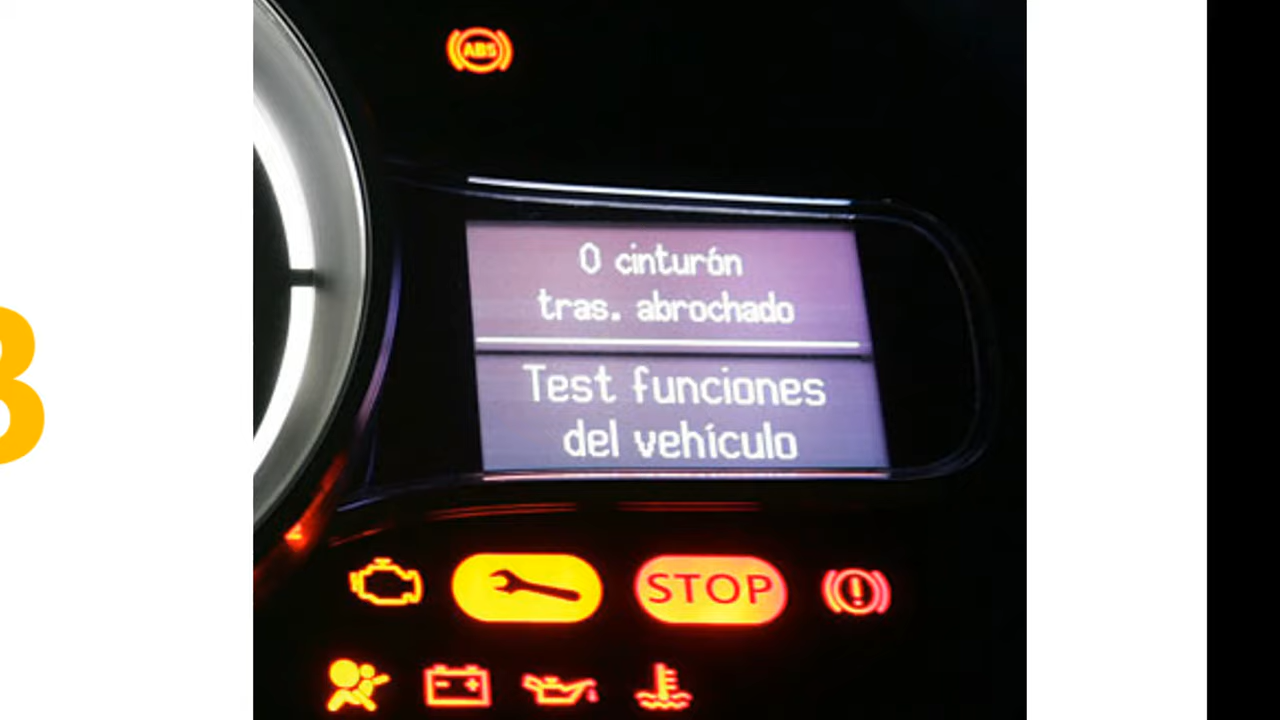 ABS
0 cinturón
tras. abrochado
Test funciones
del vehículo
STOP